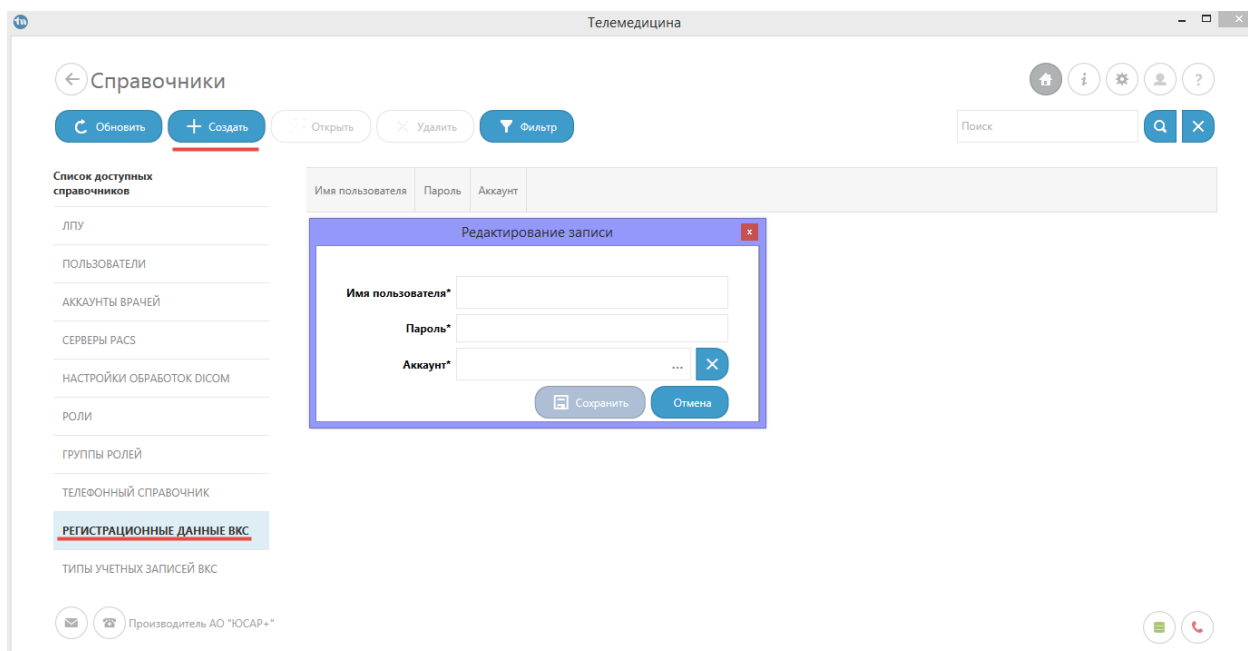 Телемедицина
Справочники
Обновить
Создать
Открыть
Удалить
Фильтр
Поиск
Список доступных
справочников
Имя пользователя Пароль Аккаунт
ЛПУ
ПОЛЬЗОВАТЕЛИ
АККАУНТЫ ВРАЧЕЙ
СЕРВЕРЫ PACS
НАСТРОЙКИ ОБРАБОТОК DICOM
РОЛИ
ГРУППЫ РОЛЕЙ
ТЕЛЕФОННЫЙ СПРАВОЧНИК
РЕГИСТРАЦИОННЫЕ ДАННЫЕ ВКС
ТИПЫ УЧЕТНЫХ ЗАПИСЕЙ ВКС
Редактирование записи
Имя пользователя*
Пароль*
Аккаунт*
...
Сохранить
Отмена
Производитель АО "ЮСАР+"